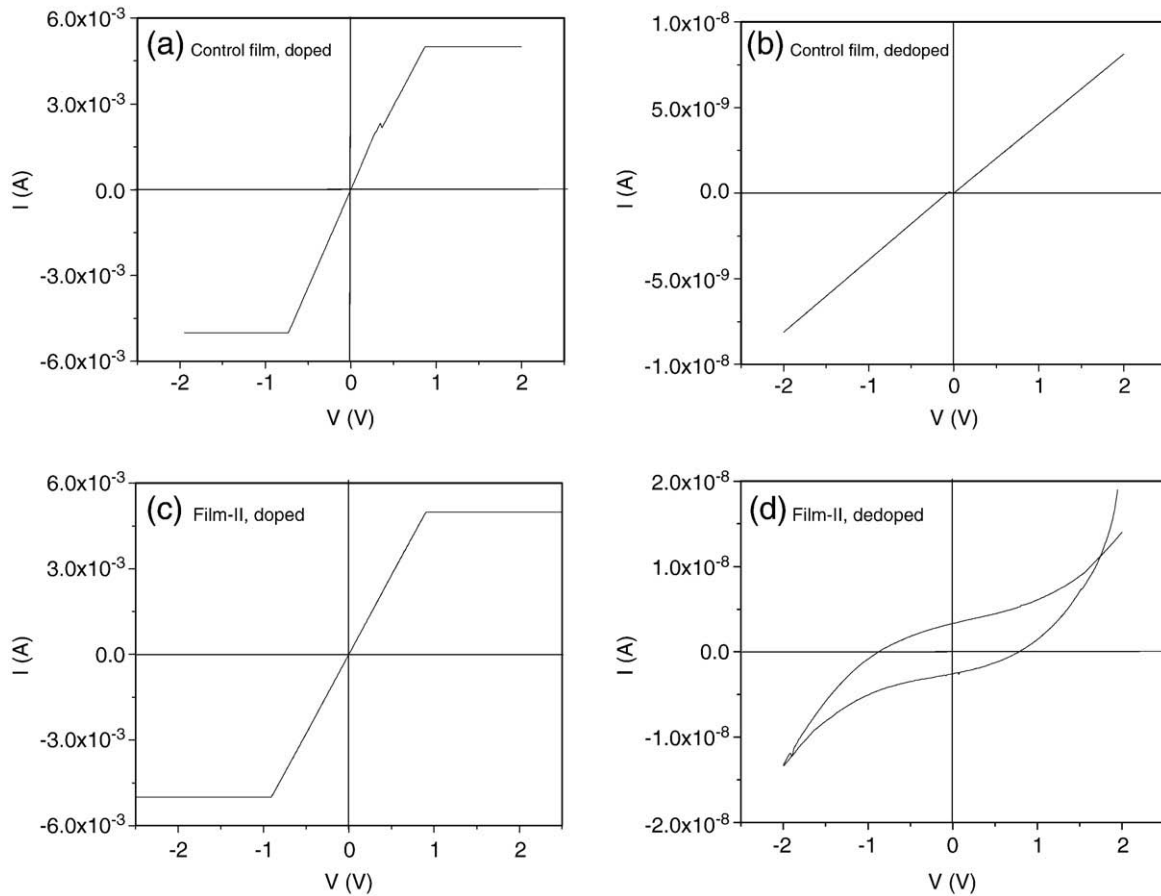 (a) Control film, doped
6.0x10⁻³
3.0x10⁻³
0.0
-3.0x10⁻³
-6.0x10⁻³
I (A)
-2 -1 0 1 2
V (V)
(b) Control film, dedoped
1.0x10⁻⁸
5.0x10⁻⁹
0.0
-5.0x10⁻⁹
-1.0x10⁻⁸
I (A)
-2 -1 0 1 2
V (V)
(c) Film-II, doped
6.0x10⁻³
3.0x10⁻³
0.0
-3.0x10⁻³
-6.0x10⁻³
I (A)
-2 -1 0 1 2
V (V)
(d) Film-II, dedoped
2.0x10⁻⁸
1.0x10⁻⁸
0.0
-1.0x10⁻⁸
-2.0x10⁻⁸
I (A)
-2 -1 0 1 2
V (V)